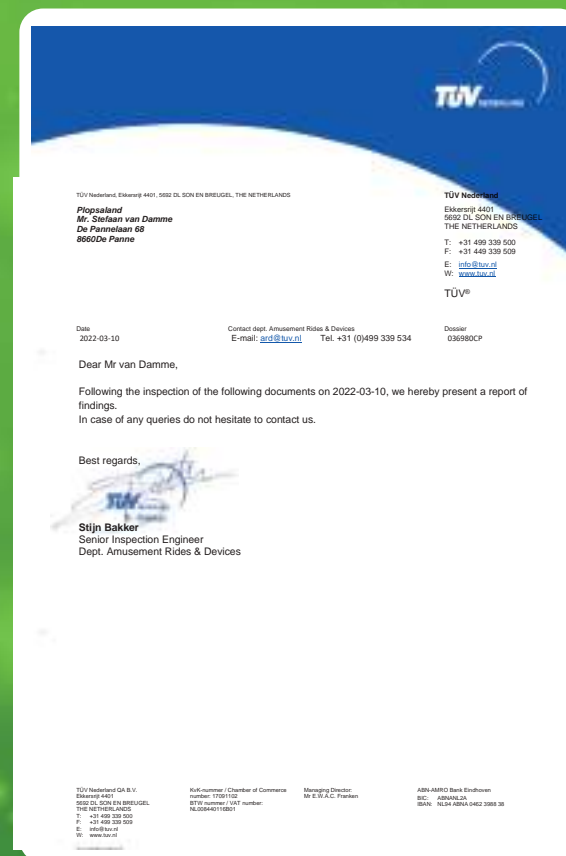 TÜV
TÜV Nederland, Ekkersrijt 4401, 5692 DL SON EN BREUGEL, THE NETHERLANDS
Plopsaland
Mr. Stefaan van Damme
De Pannelaan 68
8660De Panne
TÜV Nederland
Ekkersrijt 4401
5692 DL SON EN BREUGEL
THE NETHERLANDS
T: +31 499 339 500
F: +31 449 339 509
E: info@tuv.nl
W: www.tuv.nl
TÜV®
Date
2022-03-10
Contact dept. Amusement Rides & Devices
E-mail: ard@tuv.nl Tel. +31 (0)499 339 534
Dossier
036980CP
Dear Mr van Damme,
Following the inspection of the following documents on 2022-03-10, we hereby present a report of
findings.
In case of any queries do not hesitate to contact us.
Best regards,
TÜV
Stijn Bakker
Senior Inspection Engineer
Dept. Amusement Rides & Devices
TÜV Nederland QA B.V.
Ekkersrijt 4401
5692 DL SON EN BREUGEL
THE NETHERLANDS
T: +31 499 339 500
F: +31 499 339 509
E: info@tuv.nl
W: www.tuv.nl
KvK-nummer / Chamber of Commerce
number: 17091102
BTW nummer / VAT number:
NL008440116B01
Managing Director:
Mr E.W.A.C. Franken
ABN-AMRO Bank Eindhoven
BIC: ABNANL2A
IBAN: NL94 ABNA 0462 3988 36